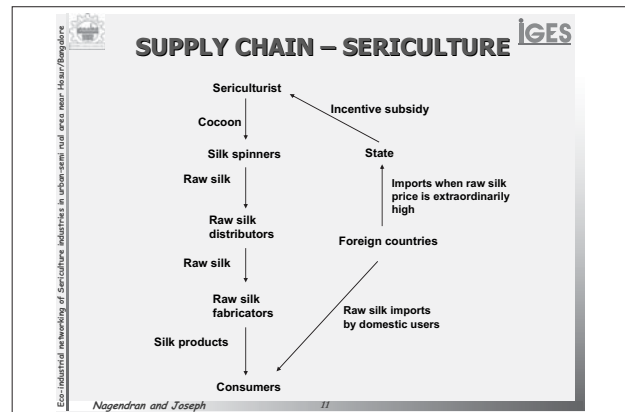 SUPPLY CHAIN – SERICULTURE
iGES
Eco-industrial networking of Sericulture industries in urban-semi rual area near Hosur/Bangalore
Sericulturist
Incentive subsidy
Cocoon
Silk spinners
State
Raw silk
Imports when raw silk
price is extraordinarily
high
Raw silk
distributors
Foreign countries
Raw silk
Raw silk
fabricators
Raw silk imports
by domestic users
Silk products
Consumers
Nagendran and Joseph
11